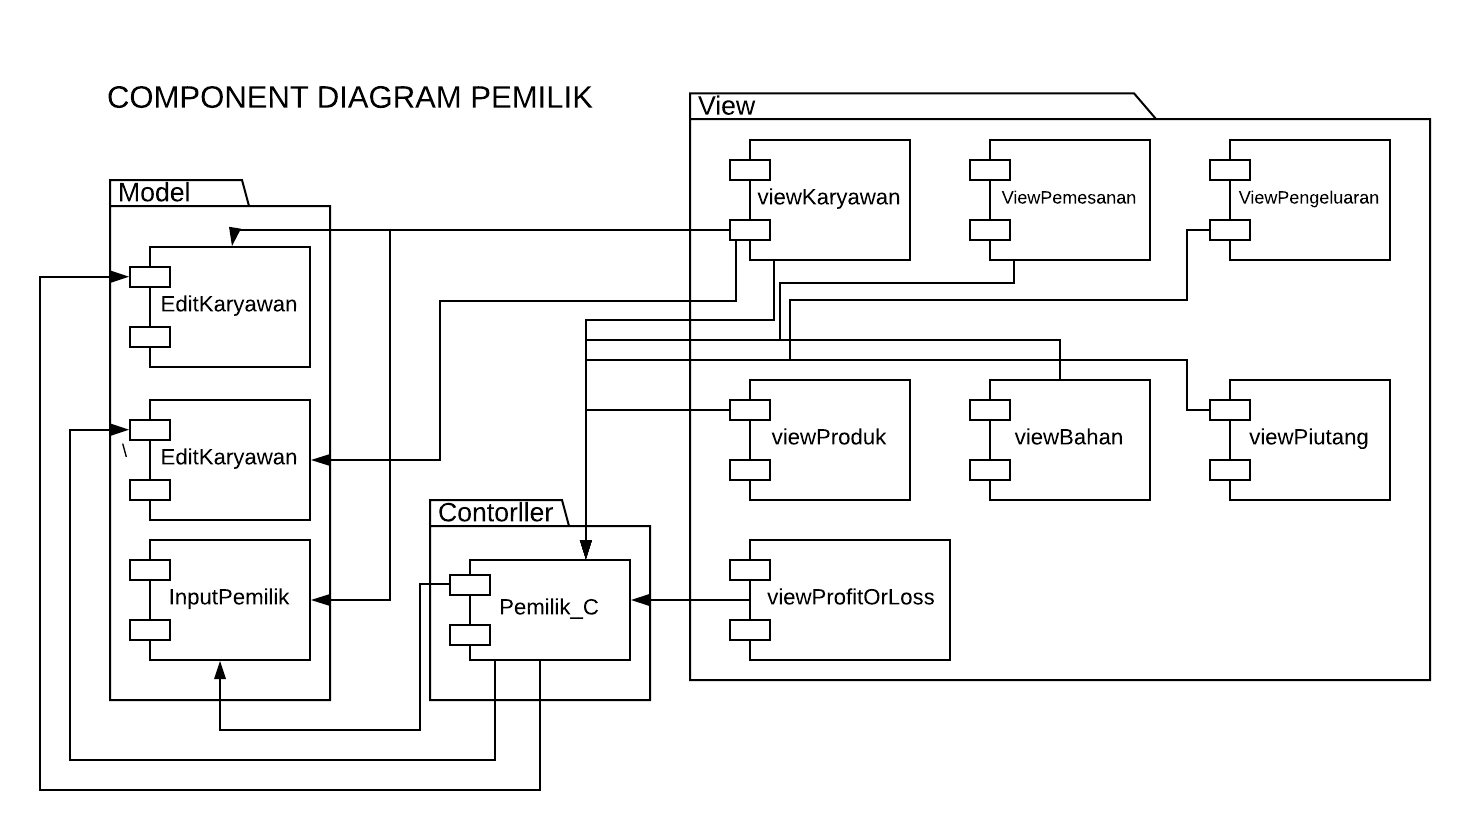 COMPONENT DIAGRAM PEMILIK
View
viewKaryawan
ViewPemesanan
ViewPengeluaran
Model
EditKaryawan
EditKaryawan
\
InputPemilik
viewProduk
viewBahan
viewPiutang
Contorller
Pemilik_C
viewProfitOrLoss